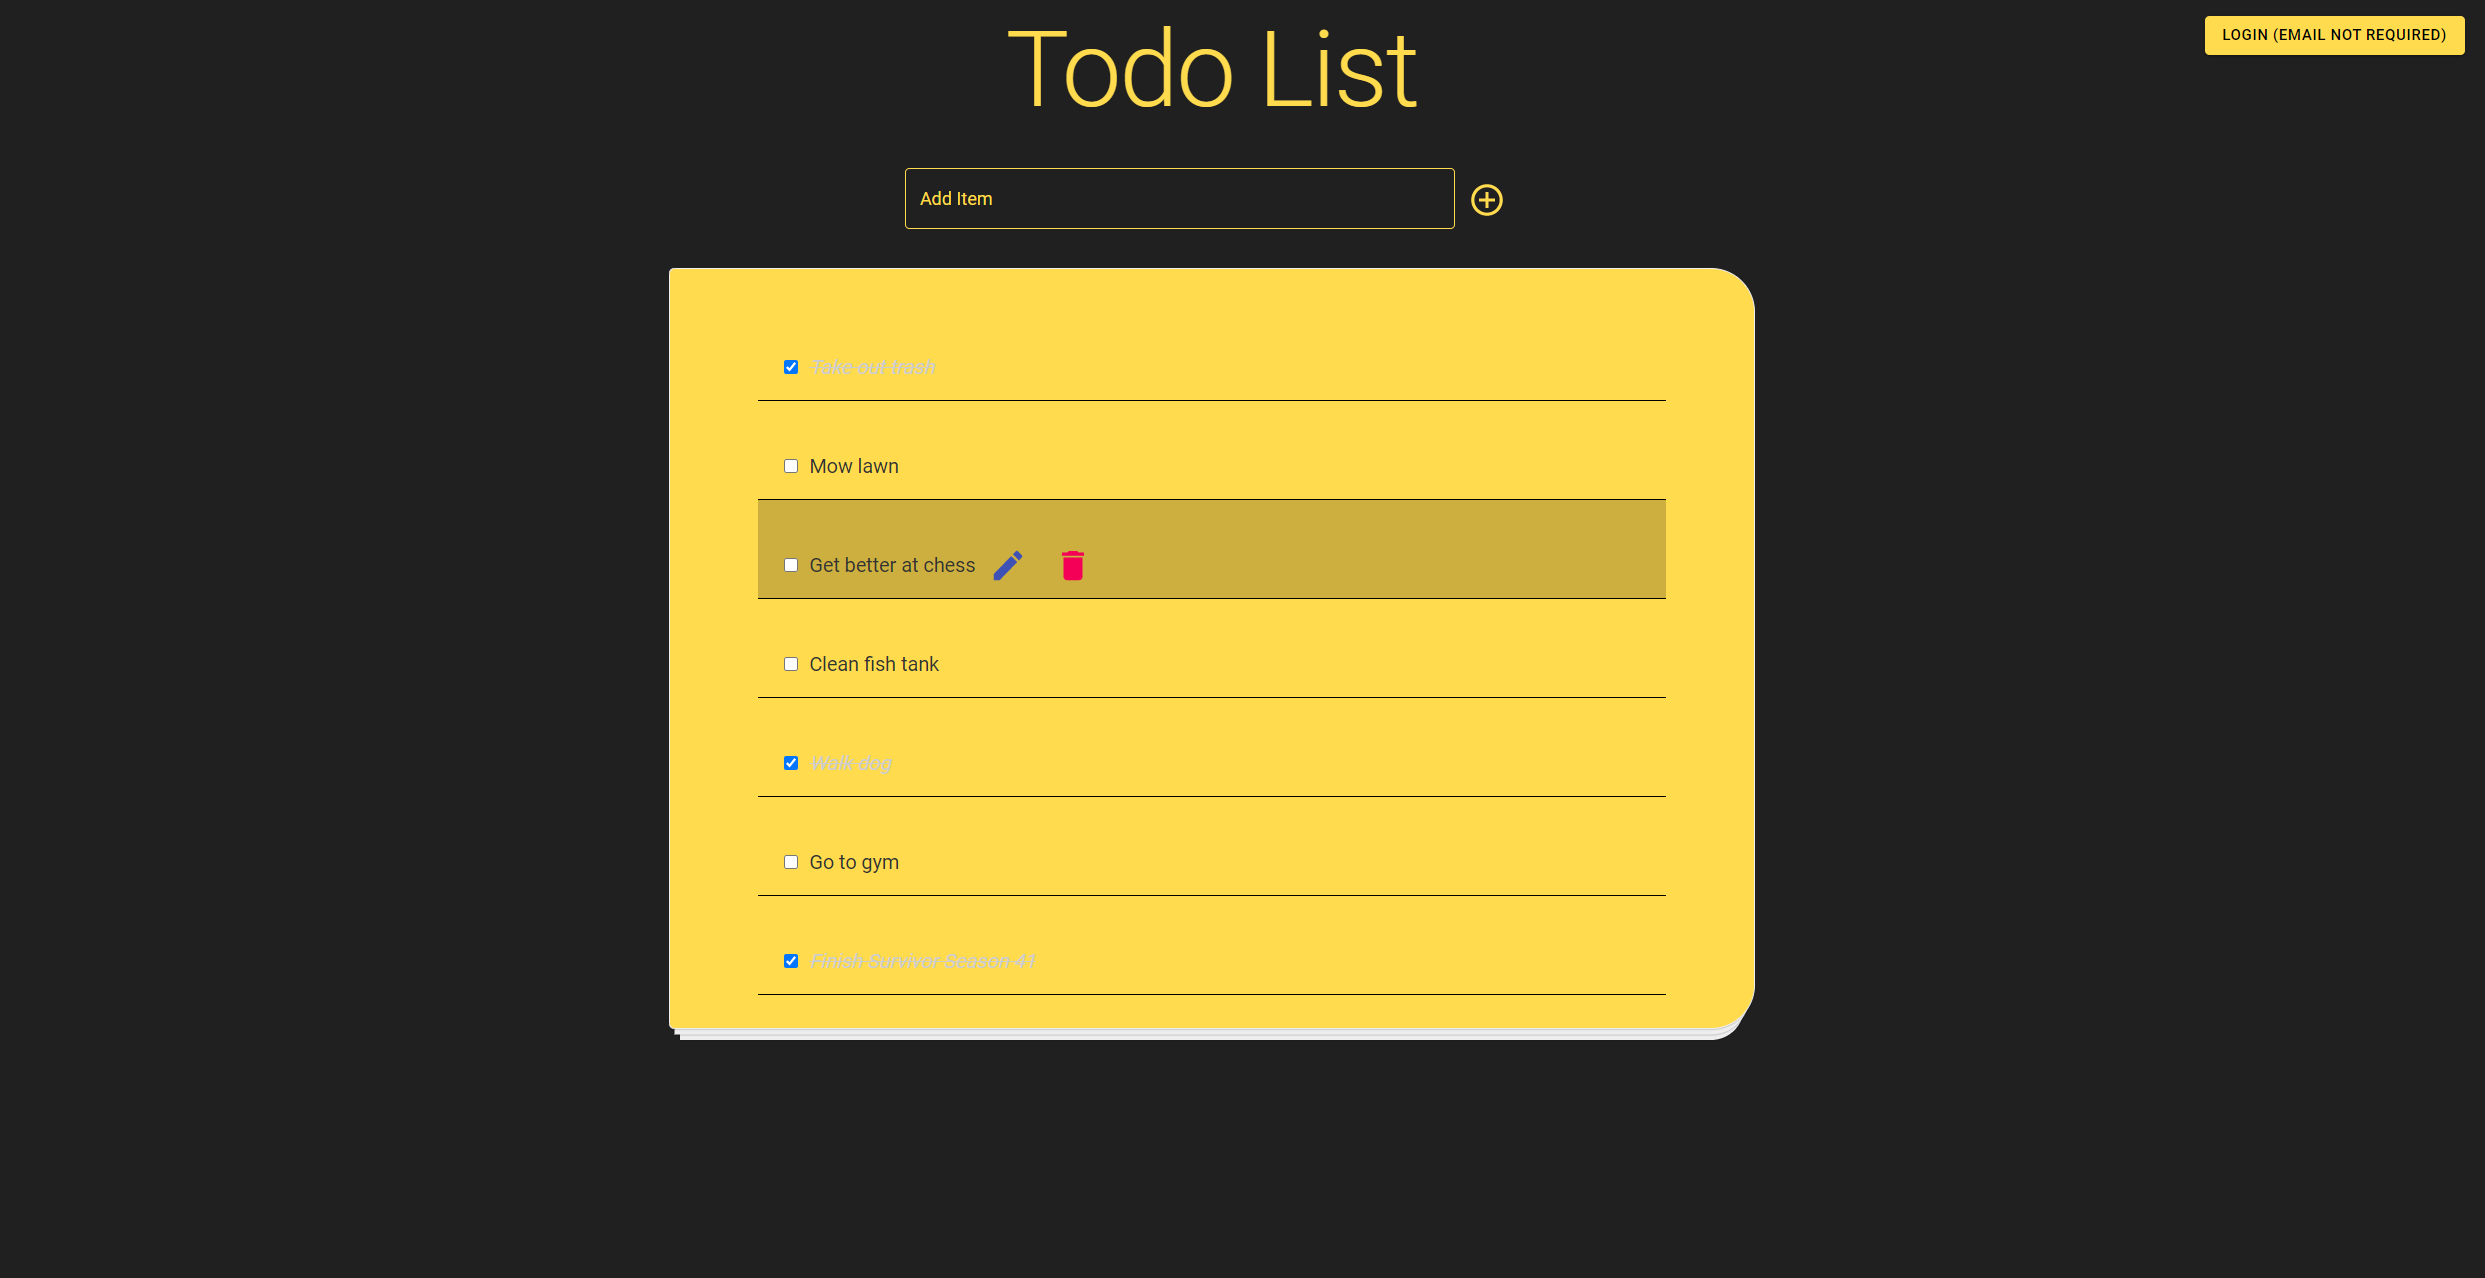 Todo List
LOGIN (EMAIL NOT REQUIRED)
Add Item
Take out trash
Mow lawn
Get better at chess
Clean fish tank
Walk dog
Go to gym
Finish Survivor Season 41